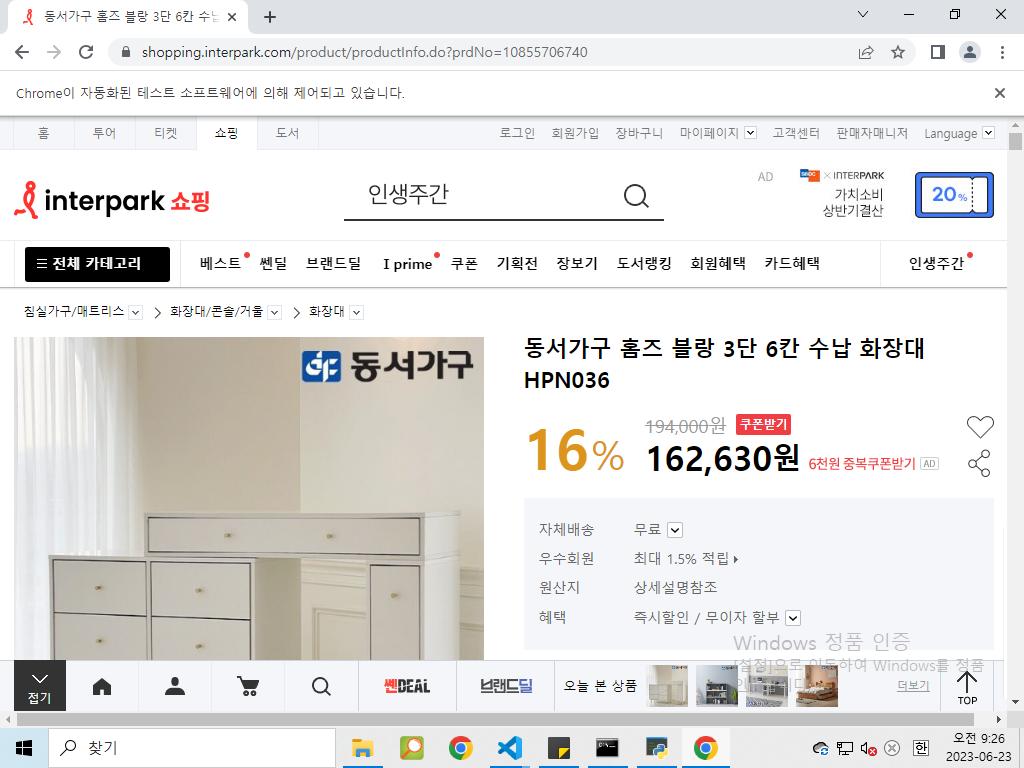 동서가구 홈즈 블랑 3단 6칸 수납
shopping.interpark.com/product/productInfo.do?prdNo=10855706740
Chrome이 자동화된 테스트 소프트웨어에 의해 제어되고 있습니다.
홈 투어 티켓 쇼핑 도서 로그인 회원가입 장바구니 마이페이지 고객센터 판매자매니저 Language
interpark 쇼핑
인생주간
AD
× INTERPARK
가치소비
상반기결산
20%
전체 카테고리 베스트 쎈딜 브랜드딜 I prime 쿠폰 기획전 장보기 도서랭킹 회원혜택 카드혜택 인생주간
침실가구/매트리스 화장대/콘솔/거울 화장대
동서가구
동서가구 홈즈 블랑 3단 6칸 수납 화장대
HPN036
16%
194,000원 쿠폰받기
162,630원 6천원 중복쿠폰받기 AD
자체배송 무료
우수회원 최대 1.5% 적립
원산지 상세설명참조
혜택 즉시할인 / 무이자 할부
Windows 정품 인증
[설정]으로 이동하여 Windows를 정품
접기
쎈DEAL
브랜드딜
오늘 본 상품
더보기
TOP
찾기
한
오전 9:26
2023-06-23